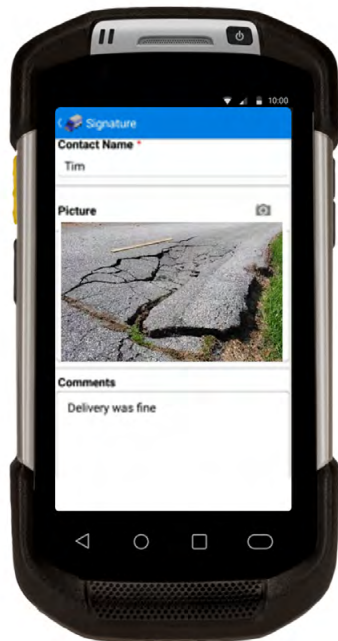 10:00
Signature
Contact Name *
Tim
Picture
Comments
Delivery was fine